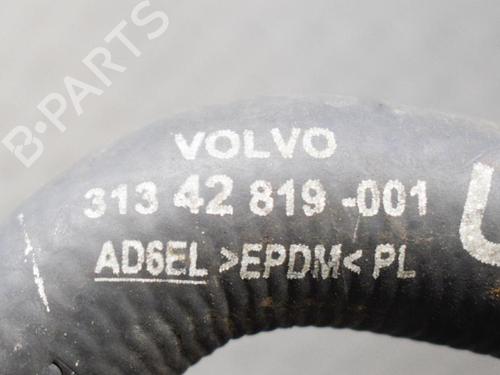 B-PARTS
VOLVO
313 42 819 -001
AD6EL >EPDM< PL